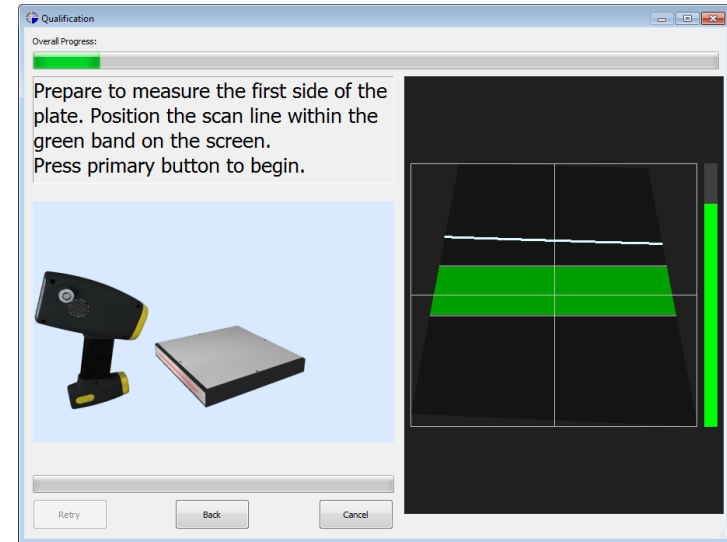 Qualification
Overall Progress:
Prepare to measure the first side of the
plate. Position the scan line within the
green band on the screen.
Press primary button to begin.
Retry
Back
Cancel